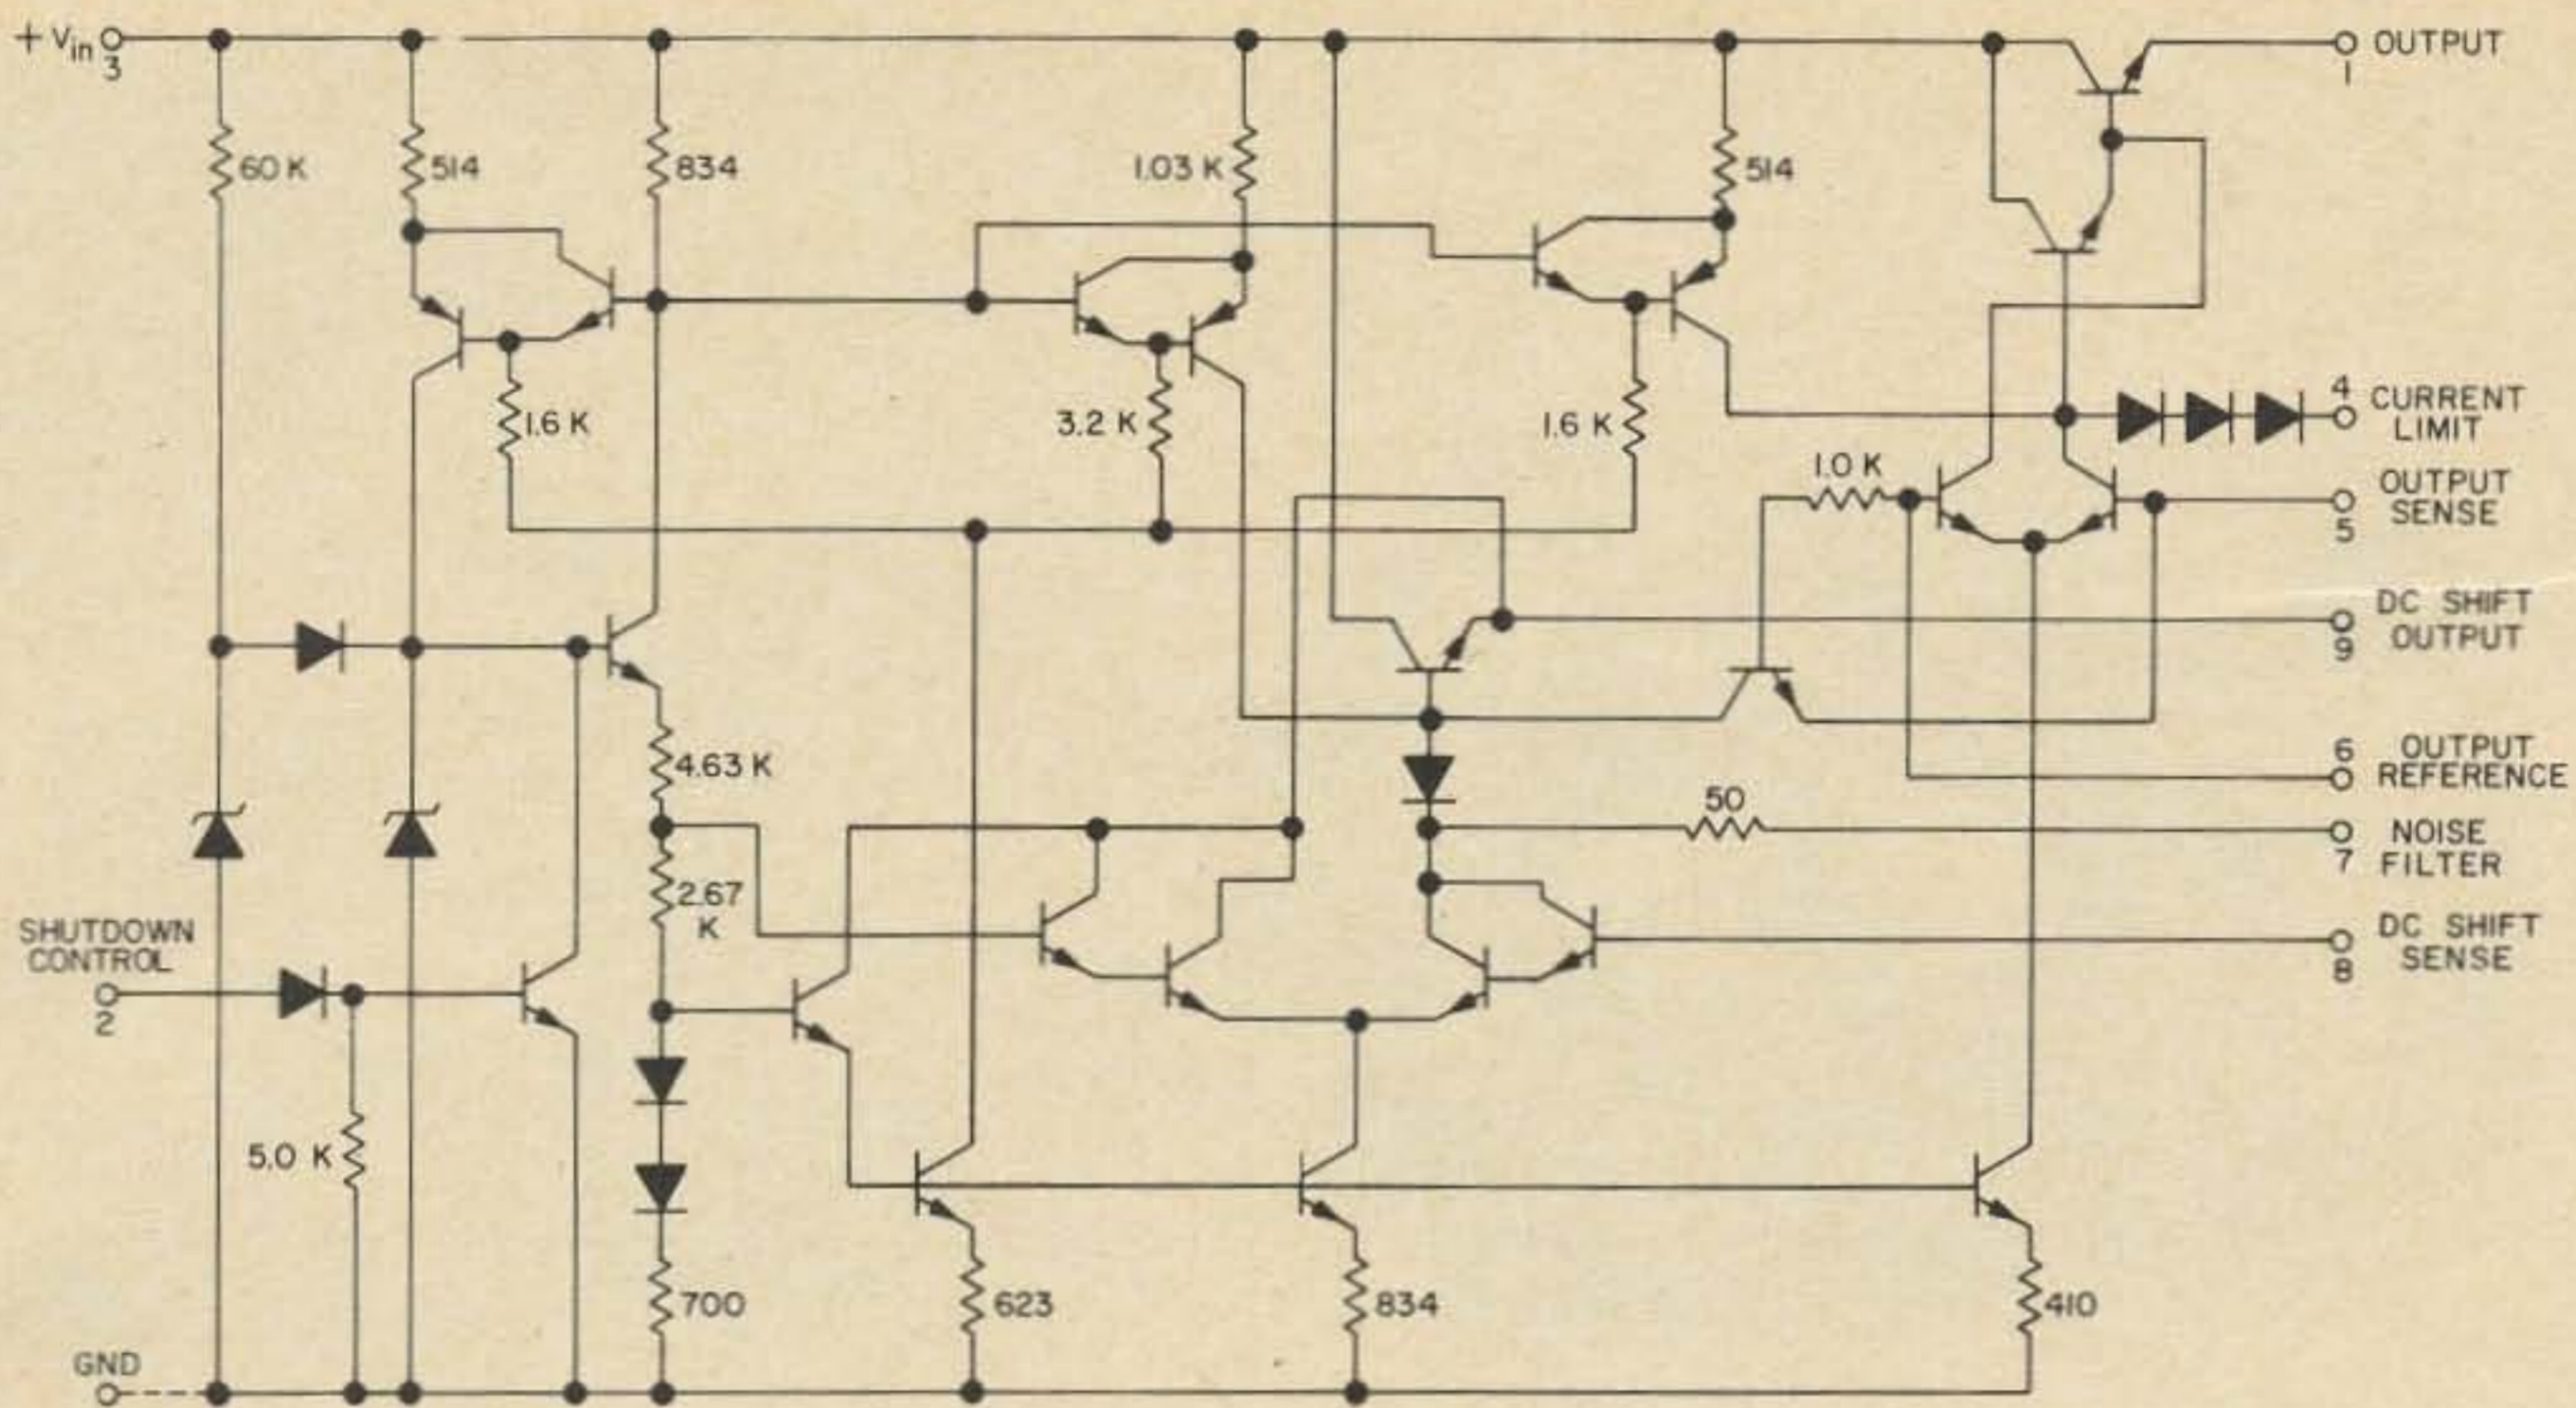 + Vin 3
OUTPUT
1
60 K
514
834
1.03 K
514
1.6 K
3.2 K
1.6 K
4 CURRENT
LIMIT
1.0 K
OUTPUT
SENSE
5
DC SHIFT
OUTPUT
9
4.63 K
6 OUTPUT
REFERENCE
50
NOISE
7 FILTER
2.67
K
SHUTDOWN
CONTROL
2
DC SHIFT
SENSE
8
5.0 K
700
623
834
410
GND